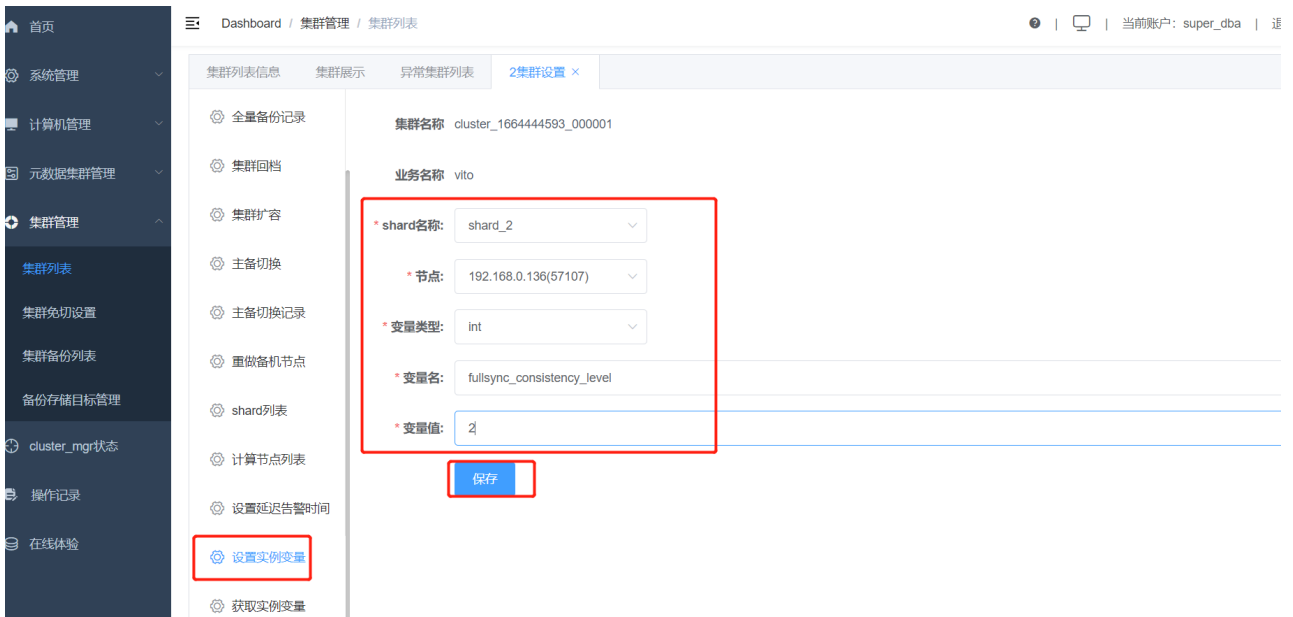 首页
系统管理
计算机管理
元数据集群管理
集群管理
集群列表
集群免切设置
集群备份列表
备份存储目标管理
cluster_mgr状态
操作记录
在线体验
Dashboard / 集群管理 / 集群列表
| 当前账户: super_dba | 退
集群列表信息 集群展示 异常集群列表 2集群设置 ×
全量备份记录
集群回档
集群扩容
主备切换
主备切换记录
重做备机节点
shard列表
计算节点列表
设置延迟告警时间
设置实例变量
获取实例变量
集群名称 cluster_1664444593_000001
业务名称 vito
* shard名称: shard_2
* 节点: 192.168.0.136(57107)
* 变量类型: int
* 变量名: fullsync_consistency_level
* 变量值: 2
保存